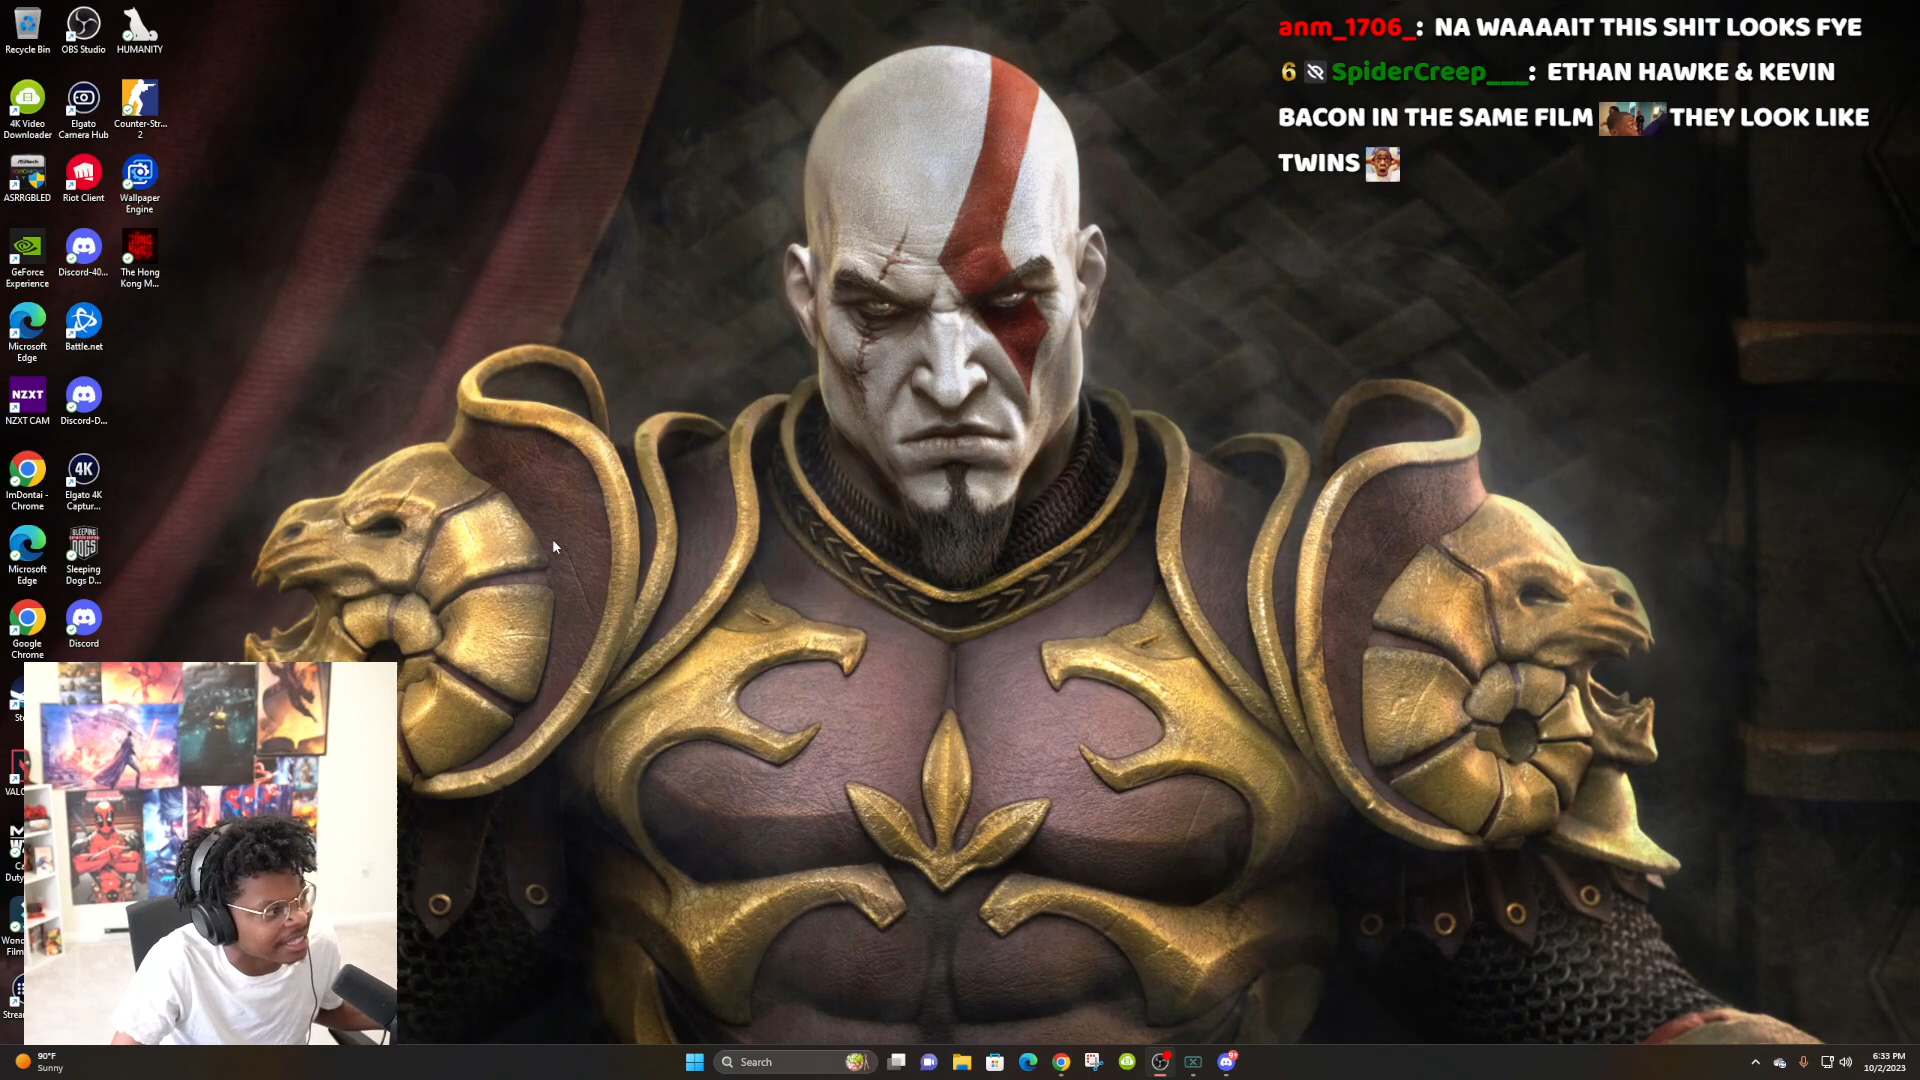 anm_1706_: NA WAAAAIT THIS SHIT LOOKS FYE
6 SpiderCreep___: ETHAN HAWKE & KEVIN
BACON IN THE SAME FILM THEY LOOK LIKE
TWINS
Recycle Bin
OBS Studio
HUMANITY
4K Video
Downloader
Elgato
Camera Hub
Counter-Str...
2
ASRRGBLED
Riot Client
Wallpaper
Engine
GeForce
Experience
Discord-40...
The Hong
Kong M...
Microsoft
Edge
Battle.net
NZXT
NZXT CAM
Discord-D...
ImDontai -
Chrome
4K
Elgato 4K
Captur...
Microsoft
Edge
SLEEPING
DOGS
Sleeping
Dogs D...
Google
Chrome
Discord
90°F
Sunny
Search
6:33 PM
10/2/2023